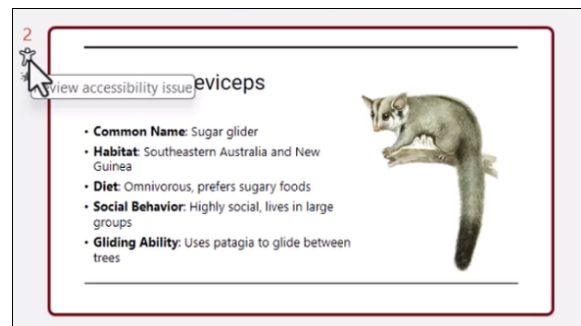 2
view accessibility issue
eviceps
• Common Name: Sugar glider
• Habitat: Southeastern Australia and New
Guinea
• Diet: Omnivorous, prefers sugary foods
• Social Behavior: Highly social, lives in large
groups
• Gliding Ability: Uses patagia to glide between
trees